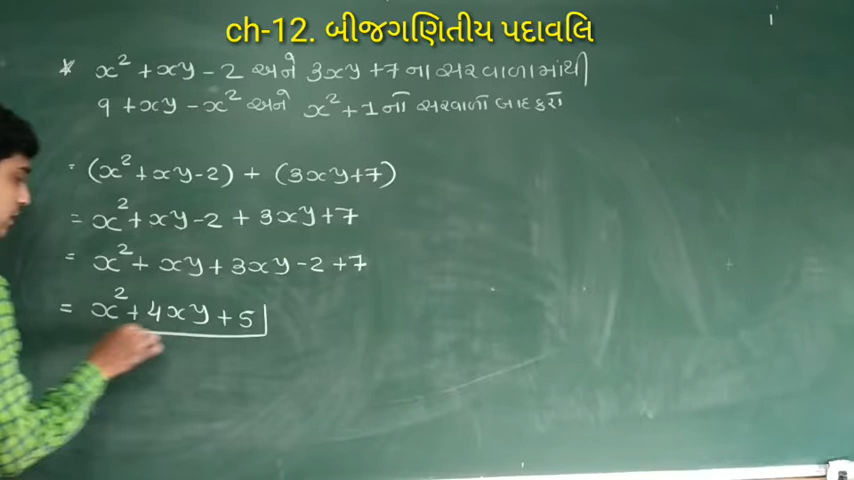 ch-12. બીજગણિતીય પદાવલિ
* x² + xy - 2 અને 3xy + 7 ના સરવાળામાંથી
9 + xy - x² અને x² + 1 નો સરવાળો બાદ કરો
= (x² + xy - 2) + (3xy + 7)
= x² + xy - 2 + 3xy + 7
= x² + xy + 3xy - 2 + 7
= x² + 4xy + 5